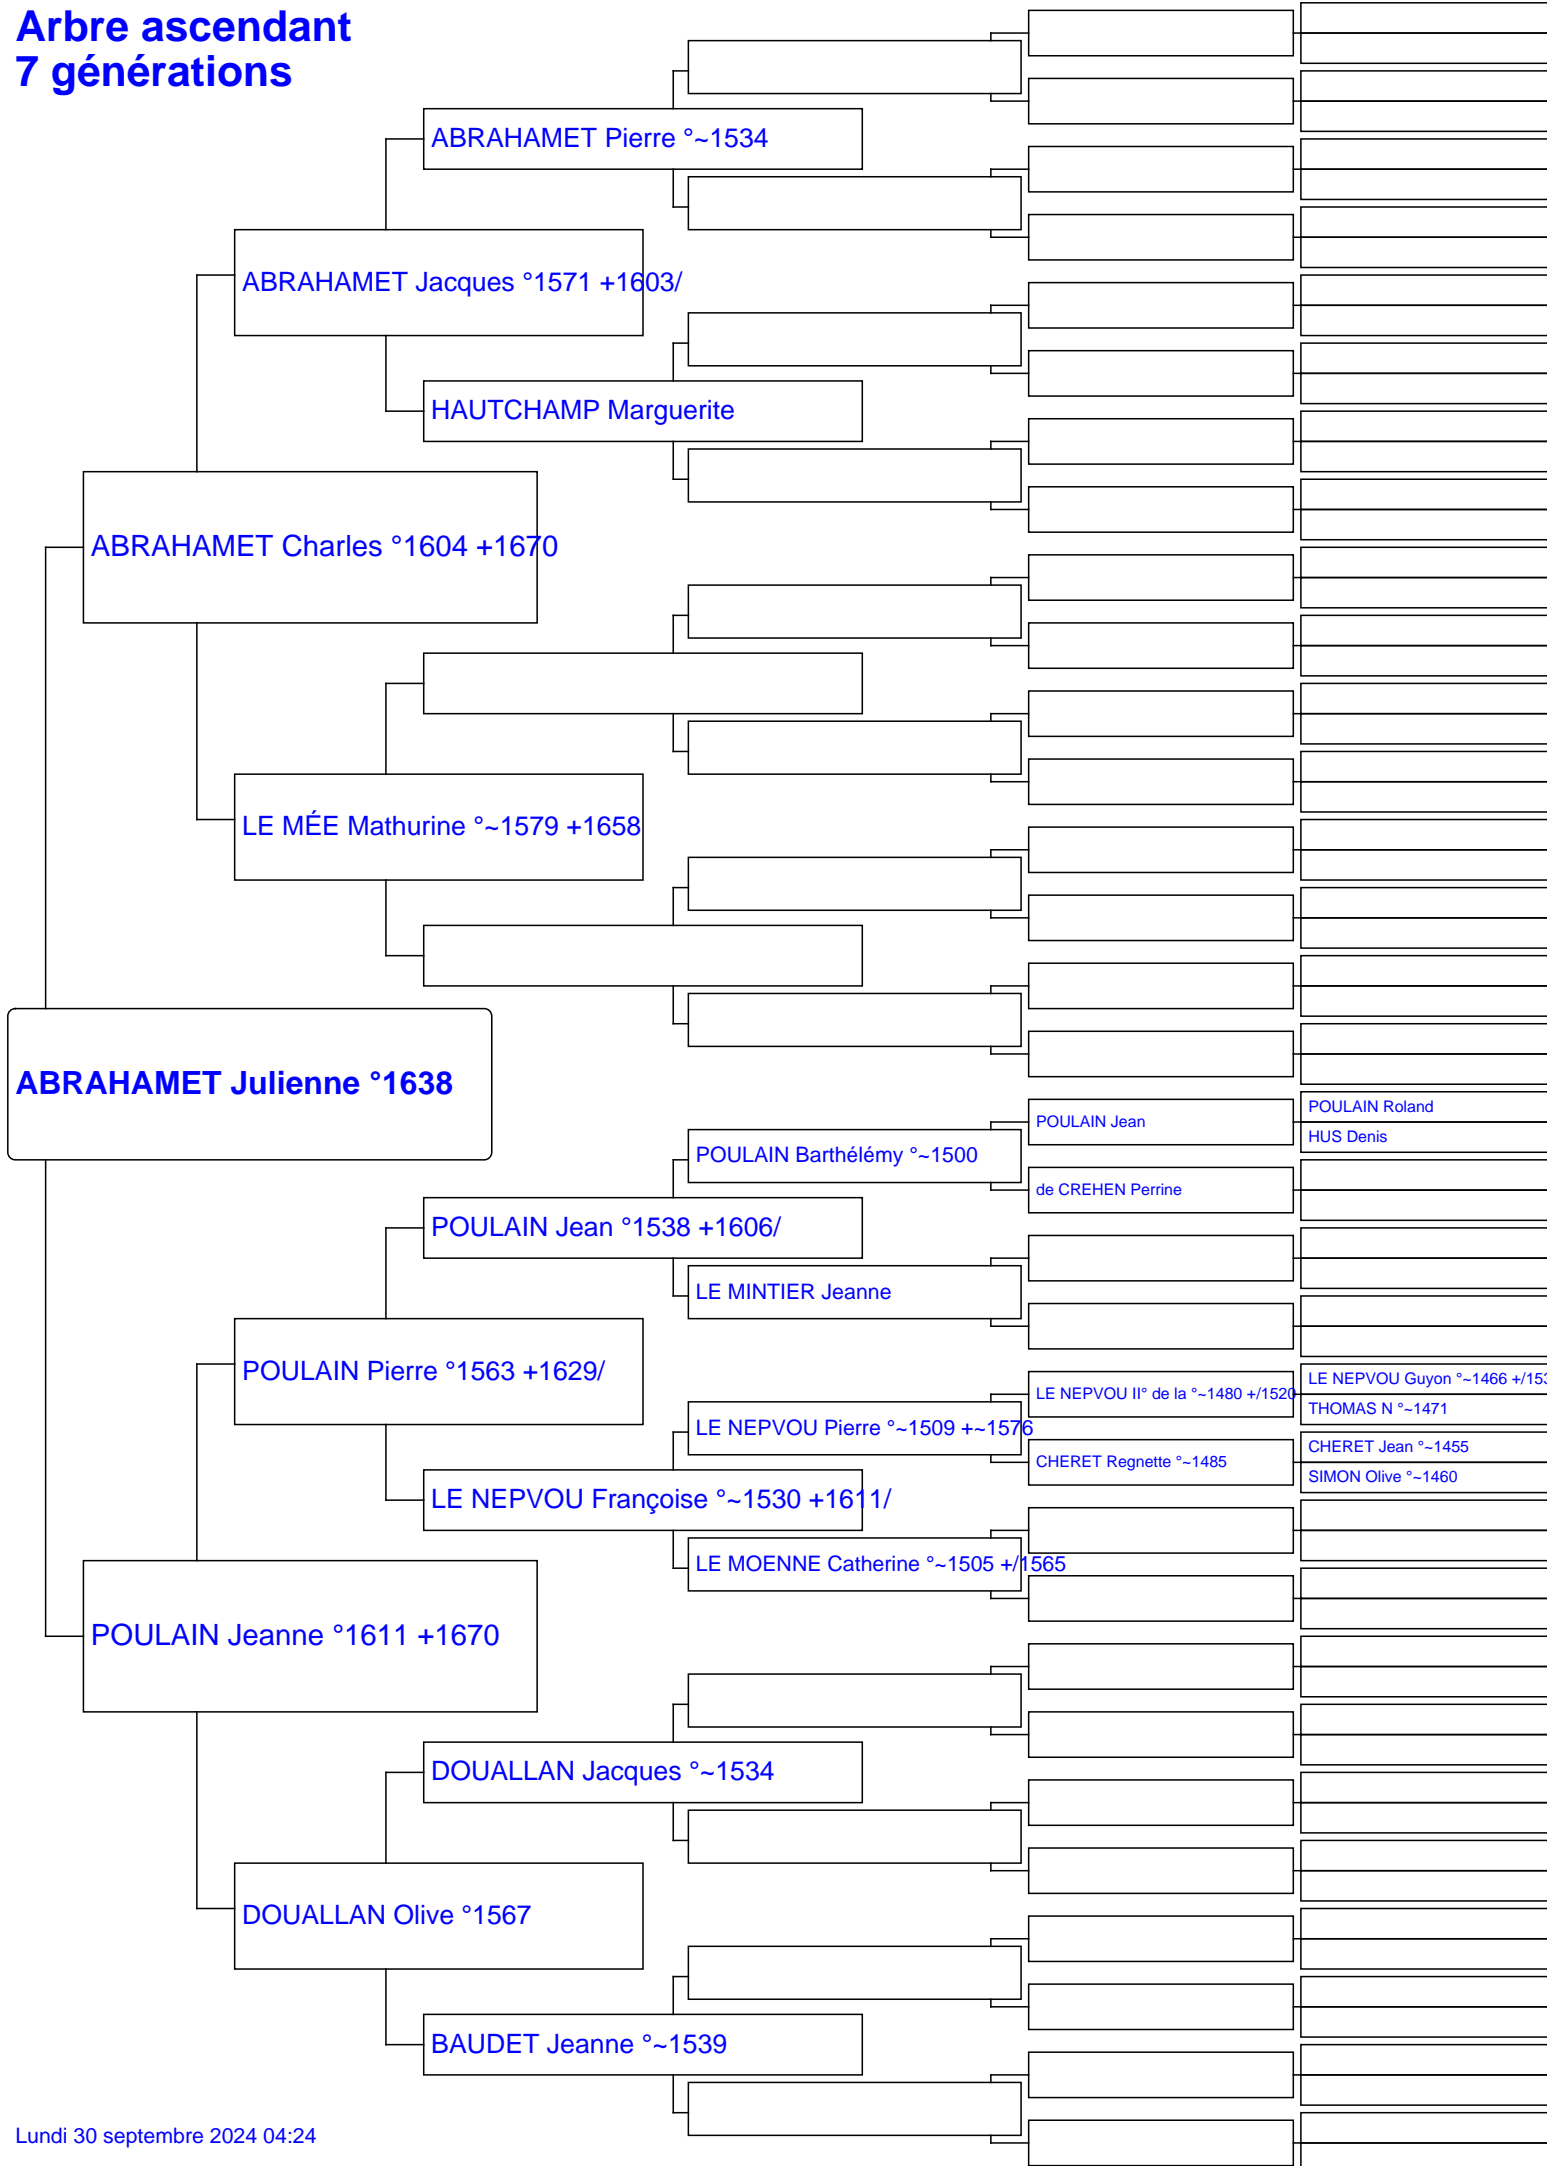 Arbre ascendant
7 générations
ABRAHAMET Pierre °~1534
ABRAHAMET Jacques °1571 +1603/
HAUTCHAMP Marguerite
ABRAHAMET Charles °1604 +1670
LE MÉE Mathurine °~1579 +1658
ABRAHAMET Julienne °1638
POULAIN Roland
POULAIN Jean
HUS Denis
POULAIN Barthélémy °~1500
de CREHEN Perrine
POULAIN Jean °1538 +1606/
LE MINTIER Jeanne
POULAIN Pierre °1563 +1629/
LE NEPVOU Guyon °~1466 +/153
LE NEPVOU II° de la °~1480 +/1520
THOMAS N °~1471
LE NEPVOU Pierre °~1509 +~1576
CHERET Jean °~1455
CHERET Regnette °~1485
SIMON Olive °~1460
LE NEPVOU Françoise °~1530 +1611/
LE MOENNE Catherine °~1505 +/1565
POULAIN Jeanne °1611 +1670
DOUALLAN Jacques °~1534
DOUALLAN Olive °1567
BAUDET Jeanne °~1539
Lundi 30 septembre 2024 04:24